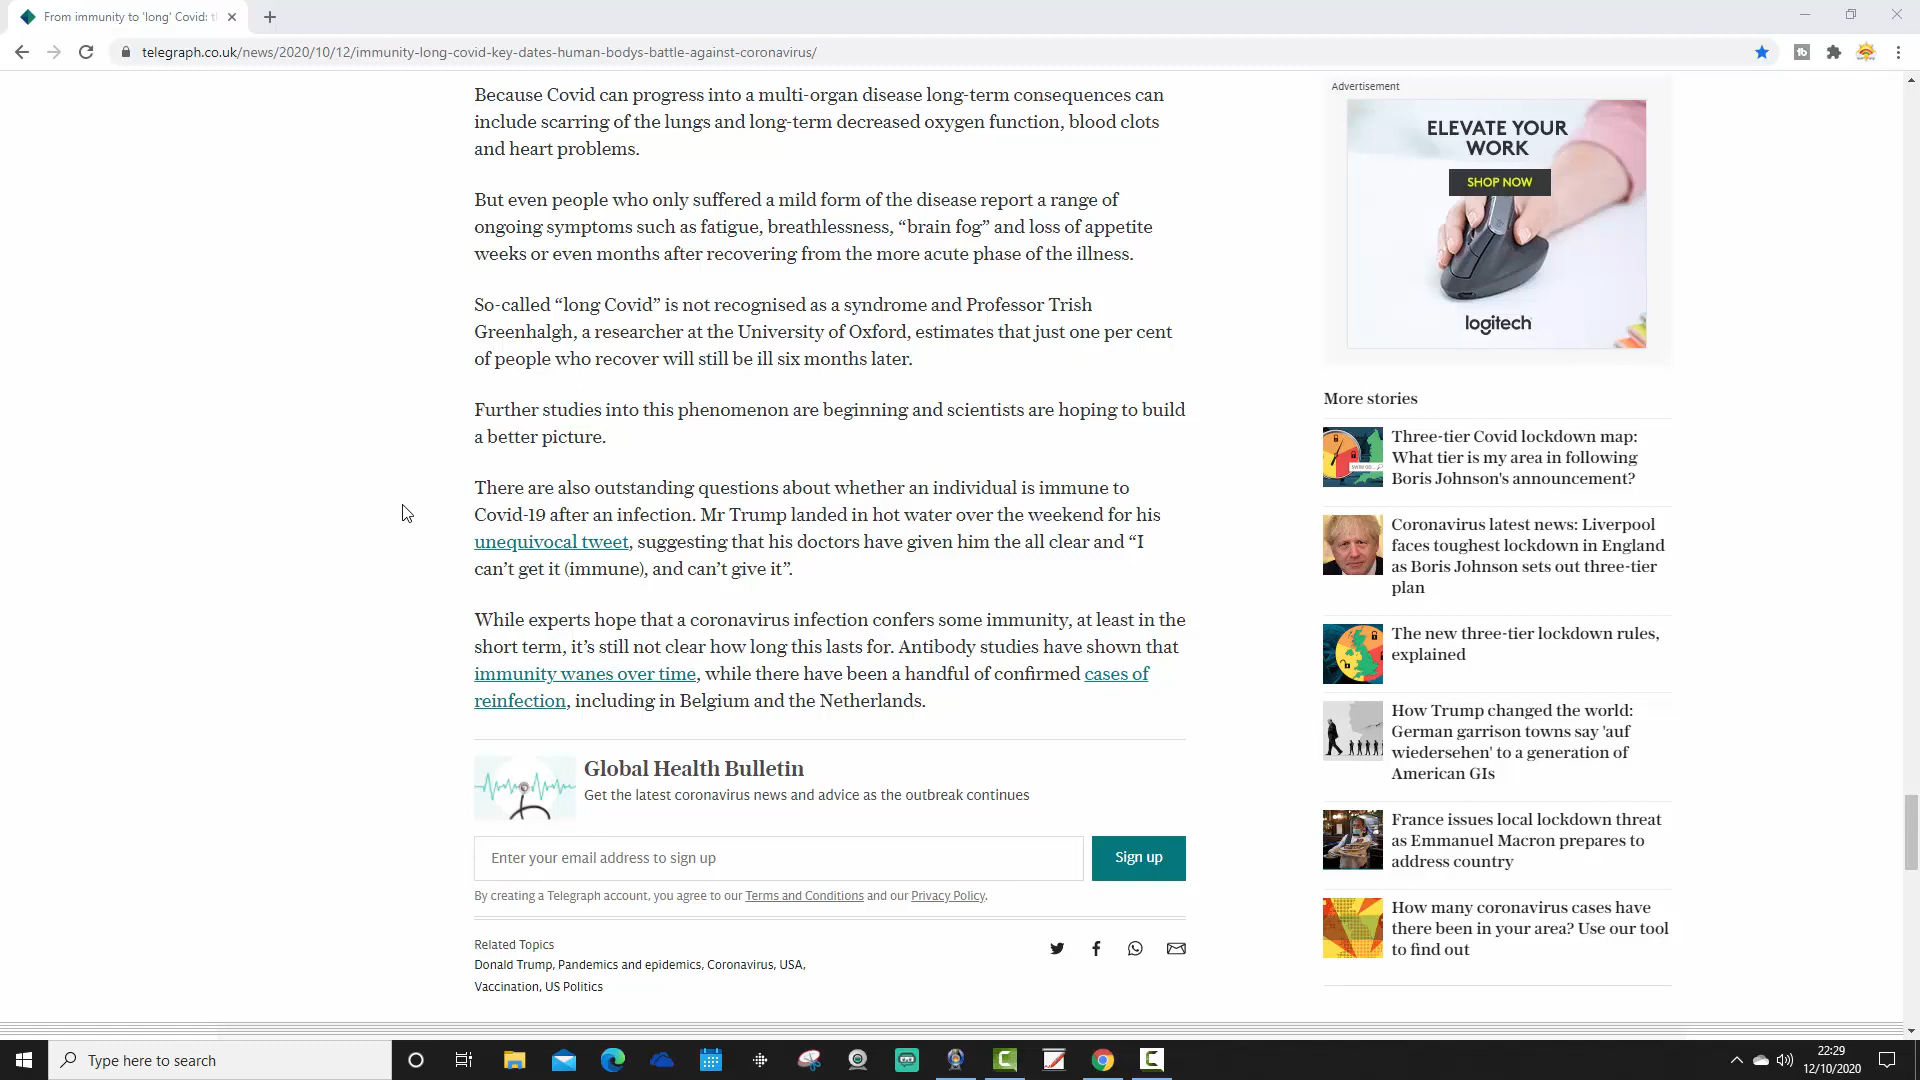 From immunity to 'long' Covid: t
telegraph.co.uk/news/2020/10/12/immunity-long-covid-key-dates-human-bodys-battle-against-coronavirus/
Because Covid can progress into a multi-organ disease long-term consequences can
include scarring of the lungs and long-term decreased oxygen function, blood clots
and heart problems.
But even people who only suffered a mild form of the disease report a range of
ongoing symptoms such as fatigue, breathlessness, “brain fog” and loss of appetite
weeks or even months after recovering from the more acute phase of the illness.
So-called “long Covid” is not recognised as a syndrome and Professor Trish
Greenhalgh, a researcher at the University of Oxford, estimates that just one per cent
of people who recover will still be ill six months later.
Further studies into this phenomenon are beginning and scientists are hoping to build
a better picture.
There are also outstanding questions about whether an individual is immune to
Covid-19 after an infection. Mr Trump landed in hot water over the weekend for his
unequivocal tweet, suggesting that his doctors have given him the all clear and “I
can’t get it (immune), and can’t give it”.
While experts hope that a coronavirus infection confers some immunity, at least in the
short term, it’s still not clear how long this lasts for. Antibody studies have shown that
immunity wanes over time, while there have been a handful of confirmed cases of
reinfection, including in Belgium and the Netherlands.
Global Health Bulletin
Get the latest coronavirus news and advice as the outbreak continues
Enter your email address to sign up
Sign up
By creating a Telegraph account, you agree to our Terms and Conditions and our Privacy Policy.
Related Topics
Donald Trump, Pandemics and epidemics, Coronavirus, USA,
Vaccination, US Politics
Advertisement
ELEVATE YOUR
WORK
SHOP NOW
logitech
More stories
Three-tier Covid lockdown map:
What tier is my area in following
Boris Johnson's announcement?
Coronavirus latest news: Liverpool
faces toughest lockdown in England
as Boris Johnson sets out three-tier
plan
The new three-tier lockdown rules,
explained
How Trump changed the world:
German garrison towns say 'auf
wiedersehen' to a generation of
American GIs
France issues local lockdown threat
as Emmanuel Macron prepares to
address country
How many coronavirus cases have
there been in your area? Use our tool
to find out
Type here to search
22:29
12/10/2020